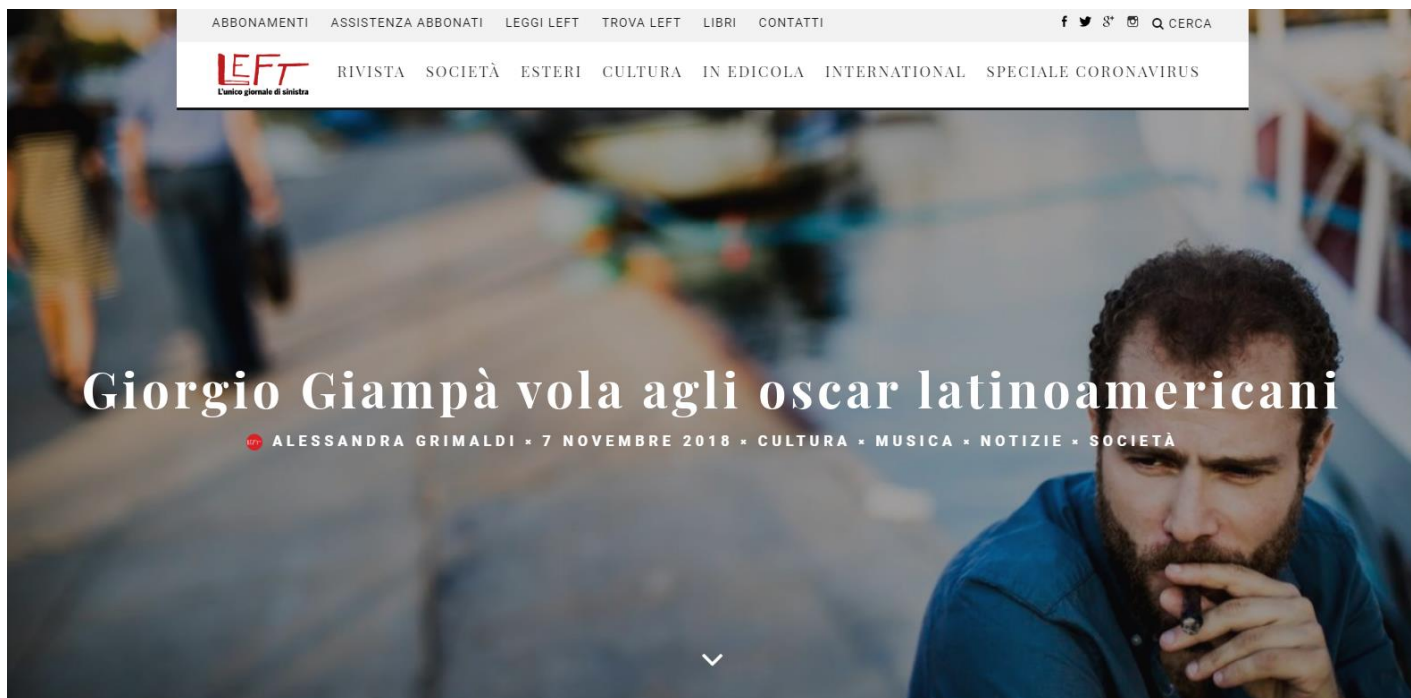 ABBONAMENTI ASSISTENZA ABBONATI LEGGI LEFT TROVA LEFT LIBRI CONTATTI CERCA
LEFT
L'unico giornale di sinistra
RIVISTA SOCIETÀ ESTERI CULTURA IN EDICOLA INTERNATIONAL SPECIALE CORONAVIRUS
Giorgio Giampà vola agli oscar latinoamericani
ALESSANDRA GRIMALDI × 7 NOVEMBRE 2018 × CULTURA × MUSICA × NOTIZIE × SOCIETÀ